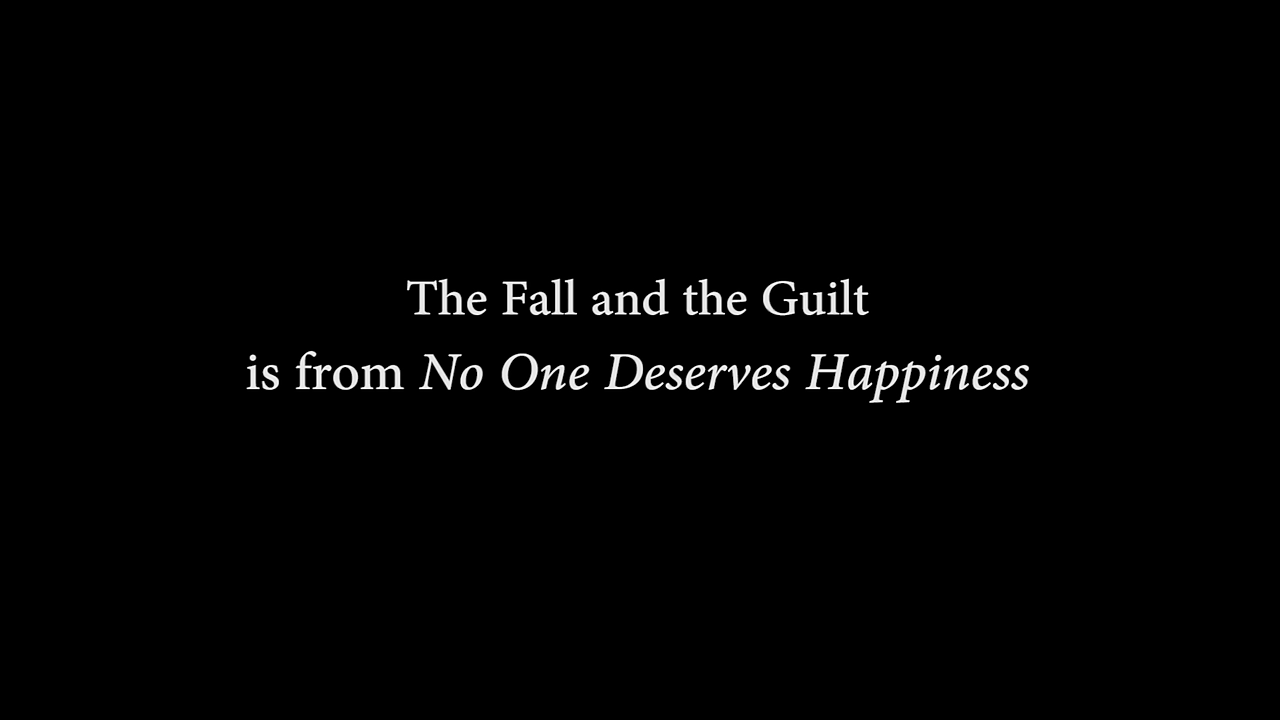 The Fall and the Guilt
is from No One Deserves Happiness